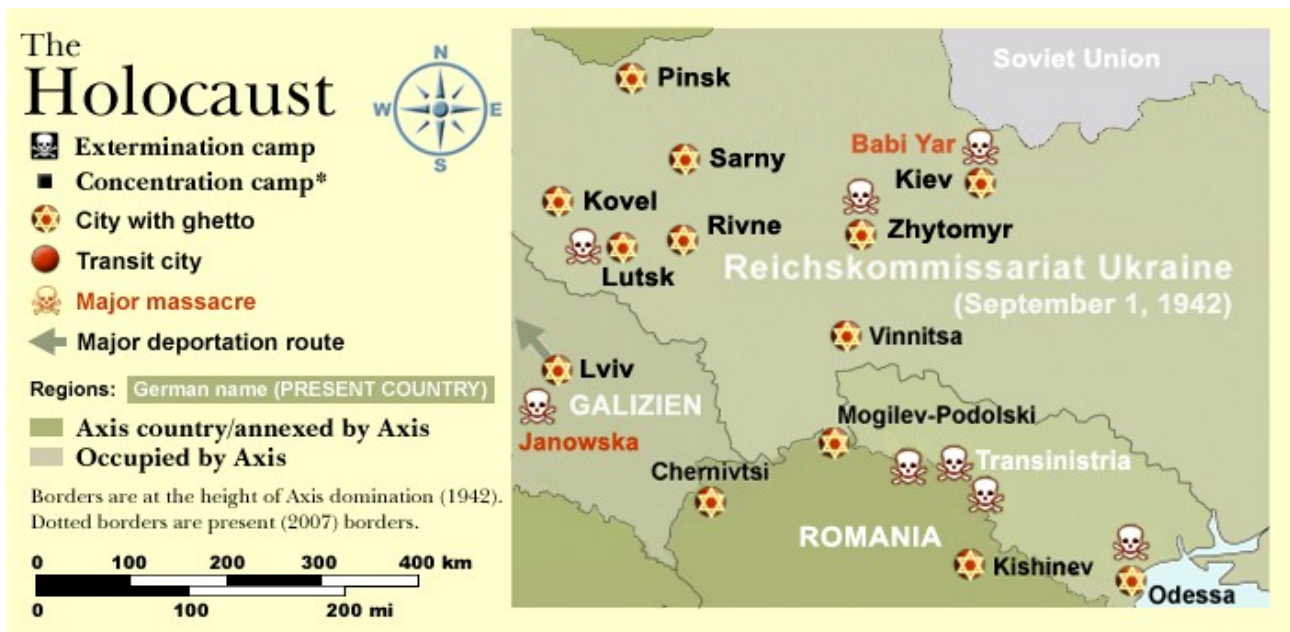 The
Holocaust
N
W
E
S
Extermination camp
Concentration camp*
City with ghetto
Transit city
Major massacre
Major deportation route
Regions: German name (PRESENT COUNTRY)
Axis country/annexed by Axis
Occupied by Axis
Borders are at the height of Axis domination (1942).
Dotted borders are present (2007) borders.
0 100 200 300 400 km
0 100 200 mi
Soviet Union
Pinsk
Babi Yar
Sarny
Kiev
Kovel
Rivne
Zhytomyr
Lutsk
Reichskommissariat Ukraine
(September 1, 1942)
Vinnitsa
Lviv
GALIZIEN
Janowska
Mogilev-Podolski
Chernivtsi
Transinistria
ROMANIA
Kishinev
Odessa